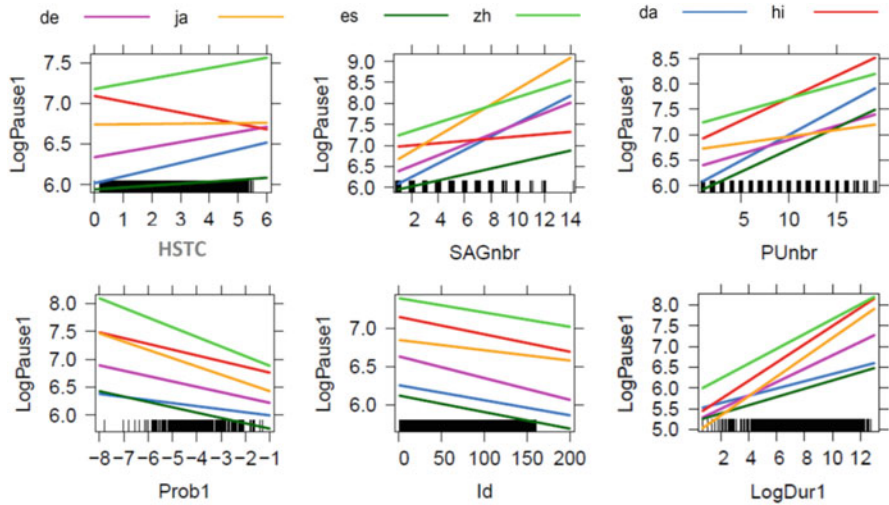 de ja es zh da hi
LogPause1
7.5
7.0
6.5
6.0
0 1 2 3 4 5 6
HSTC
LogPause1
9.0
8.5
8.0
7.5
7.0
6.5
6.0
2 4 6 8 10 12 14
SAGnbr
LogPause1
8.5
8.0
7.5
7.0
6.5
6.0
5 10 15
PUnbr
LogPause1
8.0
7.5
7.0
6.5
6.0
−8 −7 −6 −5 −4 −3 −2 −1
Prob1
LogPause1
7.0
6.5
6.0
0 50 100 150 200
Id
LogPause1
8.0
7.5
7.0
6.5
6.0
5.5
5.0
2 4 6 8 10 12
LogDur1